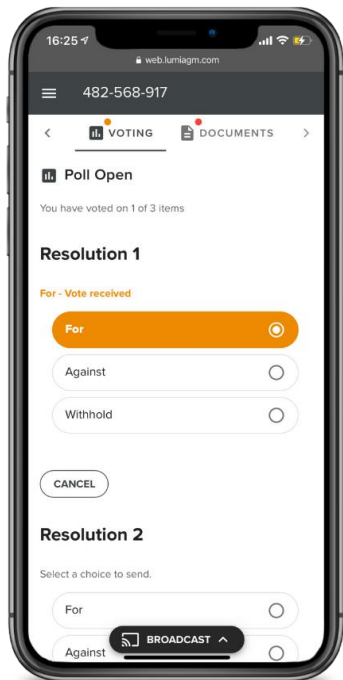 16:25
web.lumiagm.com
482-568-917
VOTING
DOCUMENTS
Poll Open
You have voted on 1 of 3 items
Resolution 1
For - Vote received
For
Against
Withhold
CANCEL
Resolution 2
Select a choice to send.
For
BROADCAST
Against